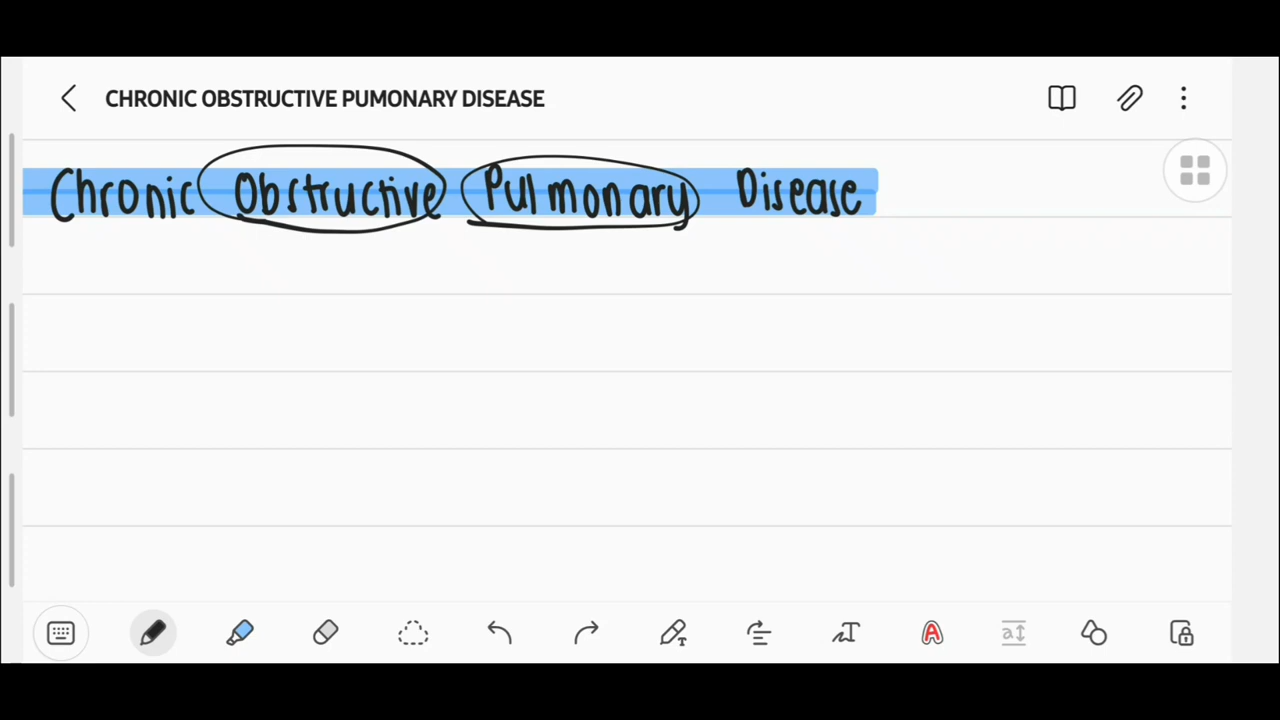 CHRONIC OBSTRUCTIVE PUMONARY DISEASE
Chronic Obstructive Pulmonary Disease